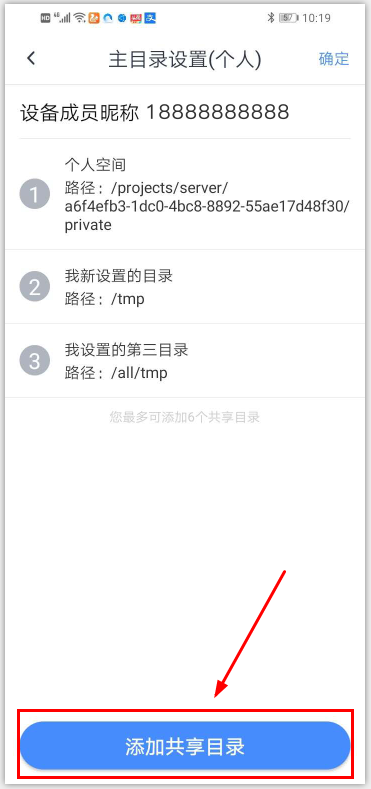 HD 46 57 10:19
主目录设置(个人) 确定
设备成员昵称 18888888888
个人空间
1 路径：/projects/server/
a6f4efb3-1dc0-4bc8-8892-55ae17d48f30/
private
我新设置的目录
2 路径：/tmp
我设置的第三目录
3 路径：/all/tmp
您最多可添加6个共享目录
添加共享目录